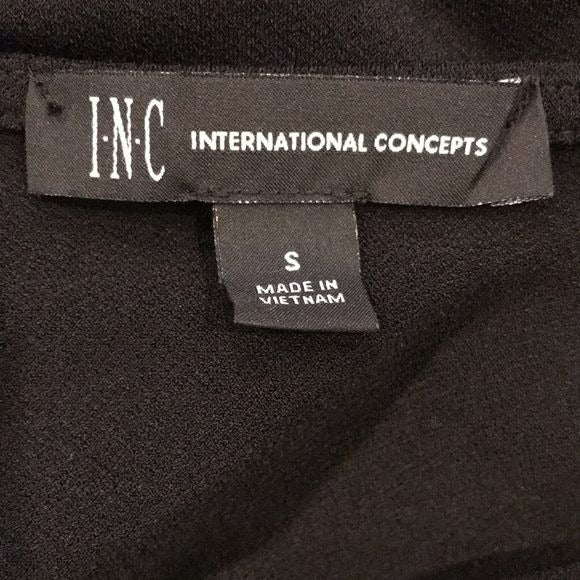 I·N·C INTERNATIONAL CONCEPTS
S
MADE IN
VIETNAM